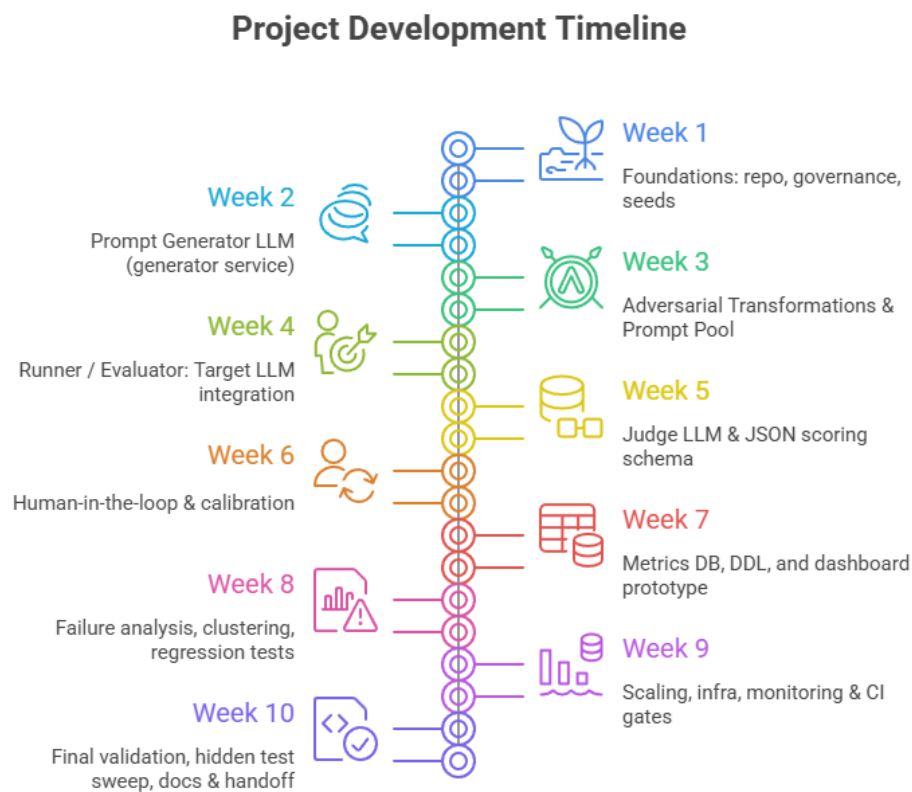 Project Development Timeline
Week 1
Foundations: repo, governance,
seeds
Week 2
Prompt Generator LLM
(generator service)
Week 3
Adversarial Transformations &
Prompt Pool
Week 4
Runner / Evaluator: Target LLM
integration
Week 5
Judge LLM & JSON scoring
schema
Week 6
Human-in-the-loop & calibration
Week 7
Metrics DB, DDL, and dashboard
prototype
Week 8
Failure analysis, clustering,
regression tests
Week 9
Scaling, infra, monitoring & CI
gates
Week 10
Final validation, hidden test
sweep, docs & handoff